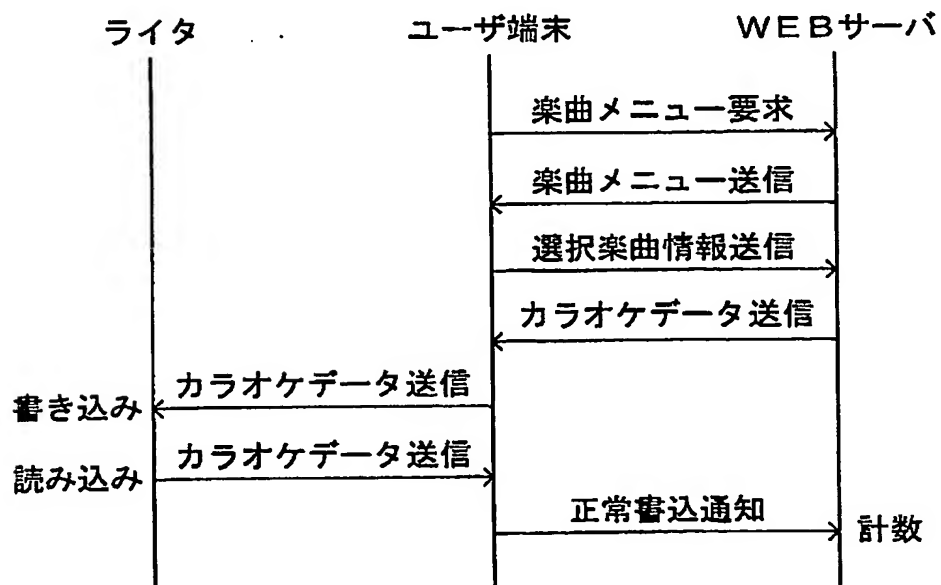 ライタ ユーザ端末 WEBサーバ
楽曲メニュー要求
楽曲メニュー送信
選択楽曲情報送信
カラオケデータ送信
カラオケデータ送信
書き込み
カラオケデータ送信
読み込み
正常書込通知
計数